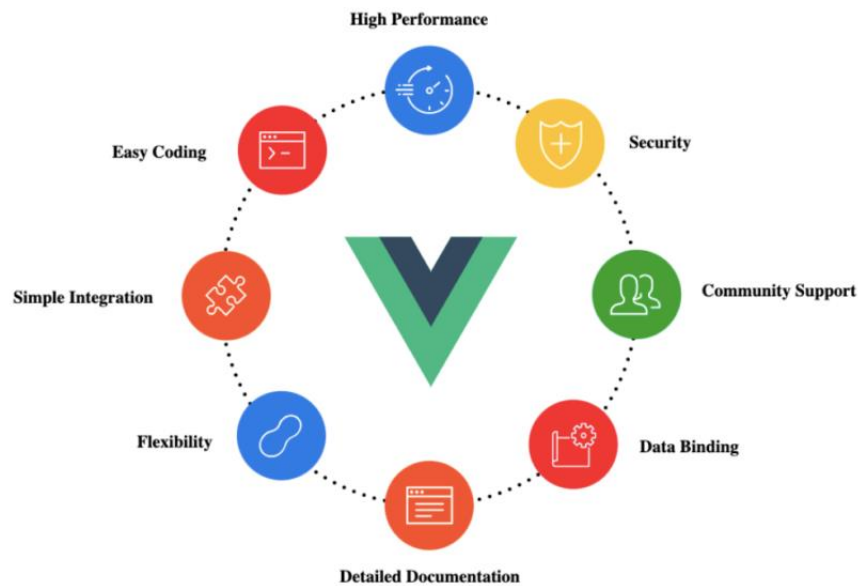 High Performance
Easy Coding
Security
Simple Integration
Community Support
Flexibility
Data Binding
Detailed Documentation